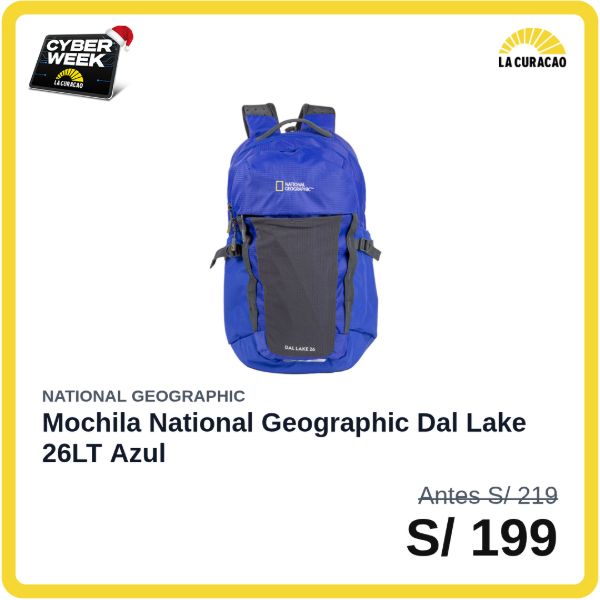 CYBER
WEEK
LA CURACAO
LA CURACAO
NATIONAL
GEOGRAPHIC™
DAL LAKE 26
NATIONAL GEOGRAPHIC
Mochila National Geographic Dal Lake
26LT Azul
Antes S/ 219
S/ 199